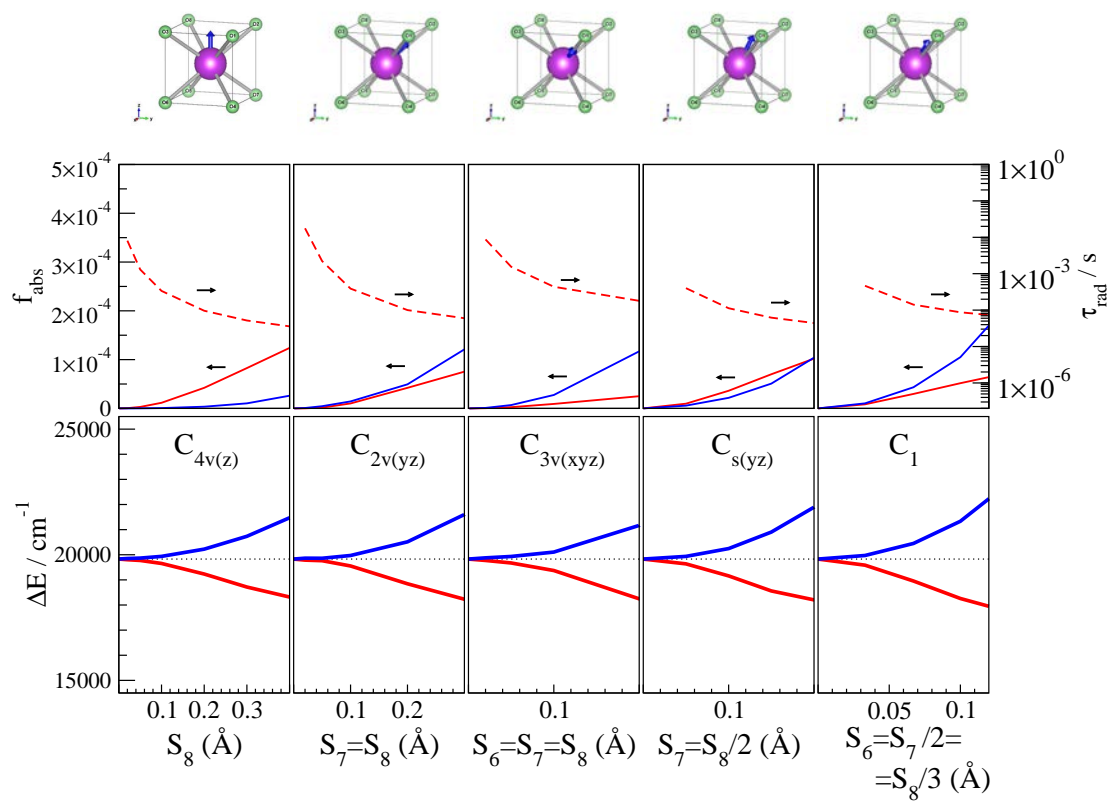 5×10⁻⁴
4×10⁻⁴
3×10⁻⁴
2×10⁻⁴
1×10⁻⁴
0
f_abs
1×10⁰
1×10⁻³
1×10⁻⁶
τ_rad / s
25000
20000
15000
ΔE / cm⁻¹
C_4v(z)
C_2v(yz)
C_3v(xyz)
C_s(yz)
C_1
0.1 0.2 0.3
0.1 0.2
0.1
0.1
0.05 0.1
S_8 (Å)
S_7=S_8 (Å)
S_6=S_7=S_8 (Å)
S_7=S_8/2 (Å)
S_6=S_7/2=
=S_8/3 (Å)